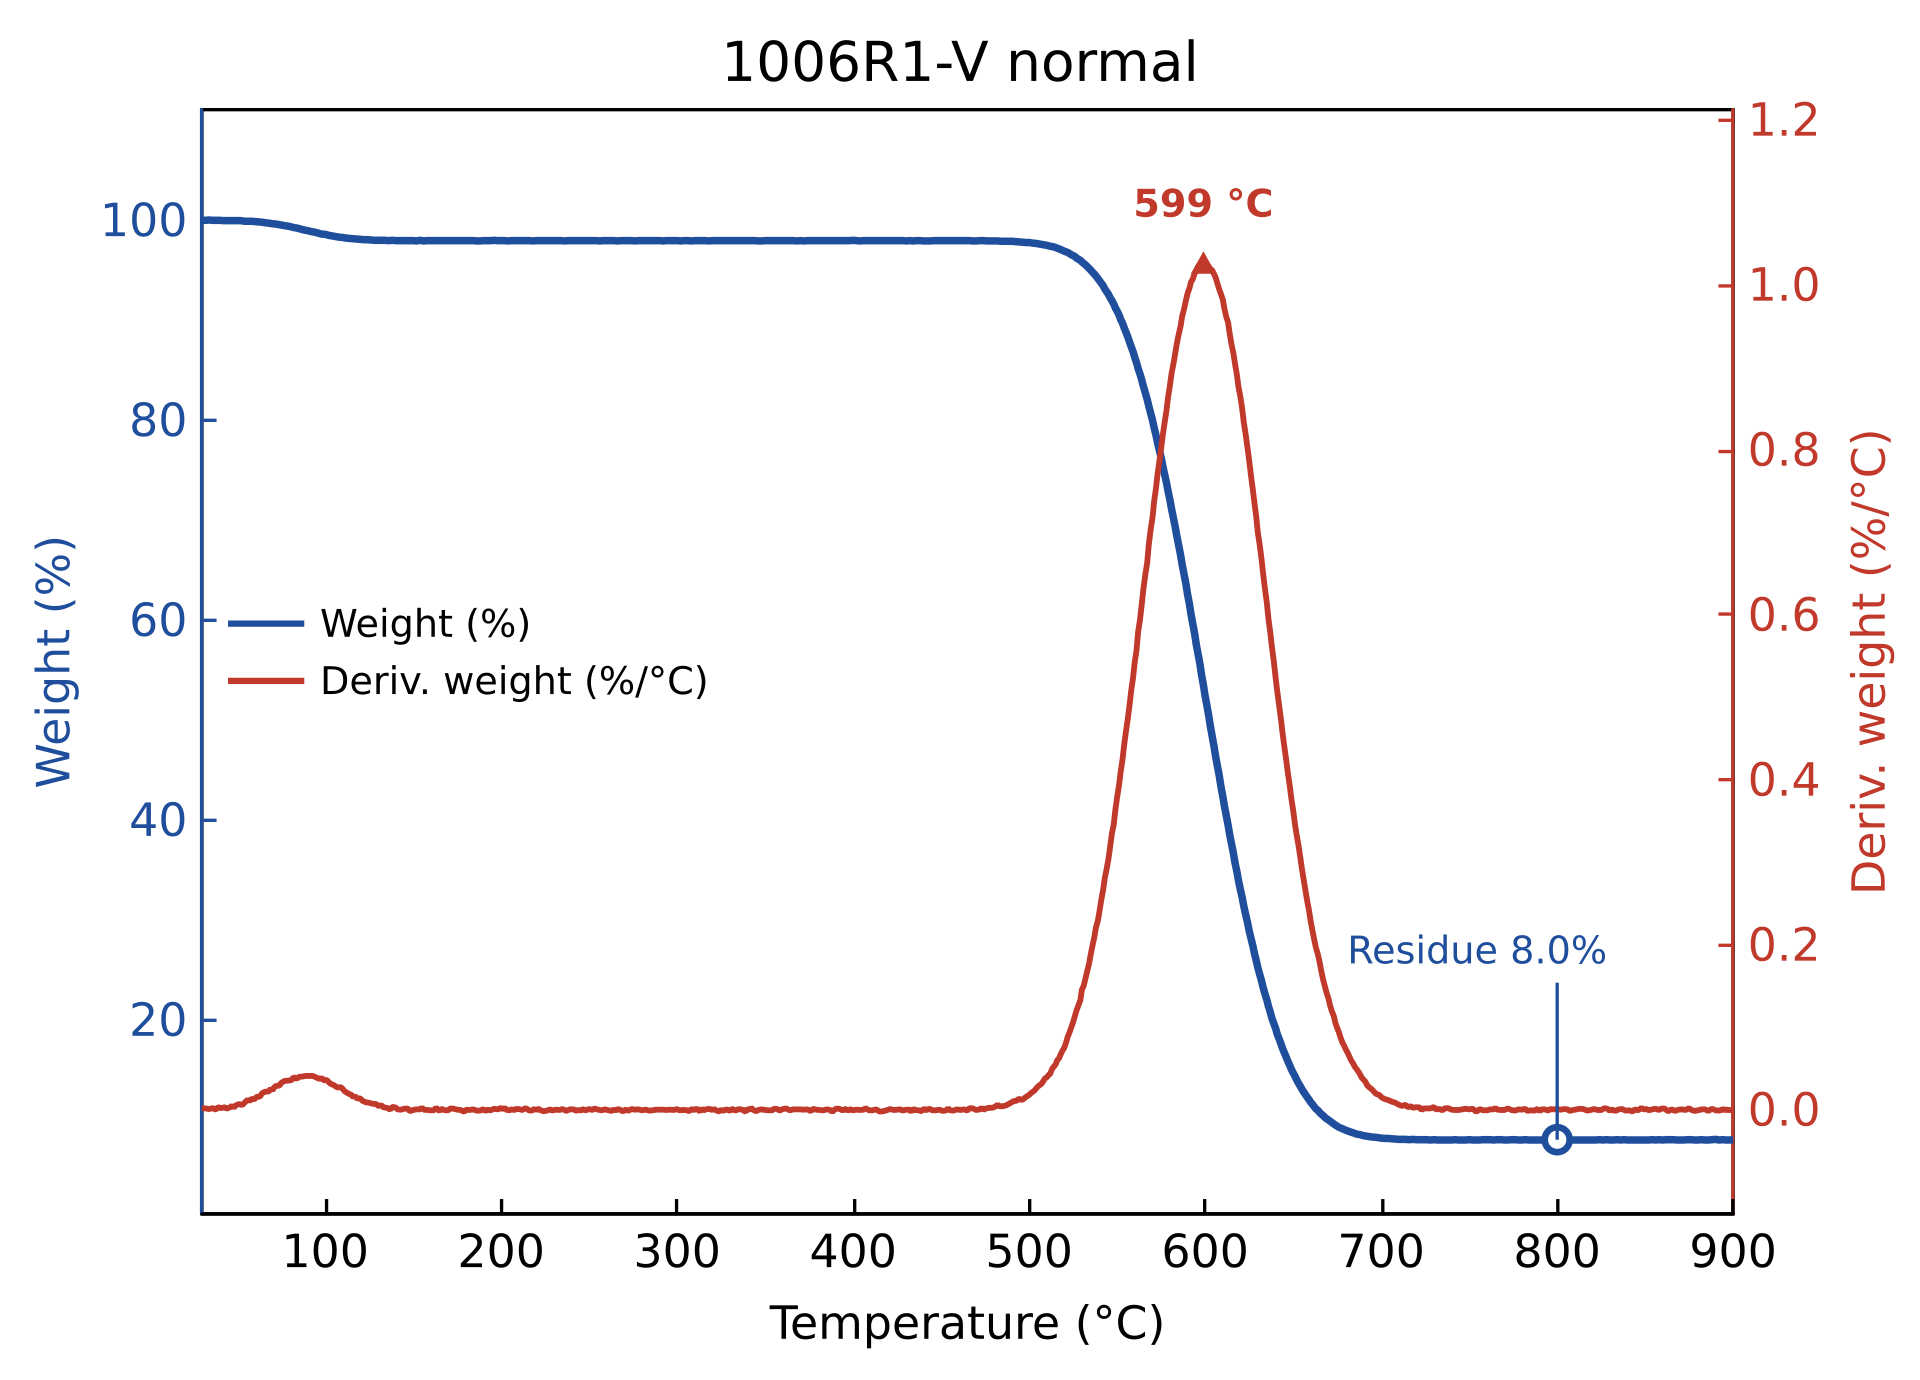 1006R1-V normal
599 °C
Weight (%)
100
80
60
40
20
Weight (%)
Deriv. weight (%/°C)
Residue 8.0%
1.2
1.0
0.8
0.6
0.4
0.2
0.0
Deriv. weight (%/°C)
100 200 300 400 500 600 700 800 900
Temperature (°C)